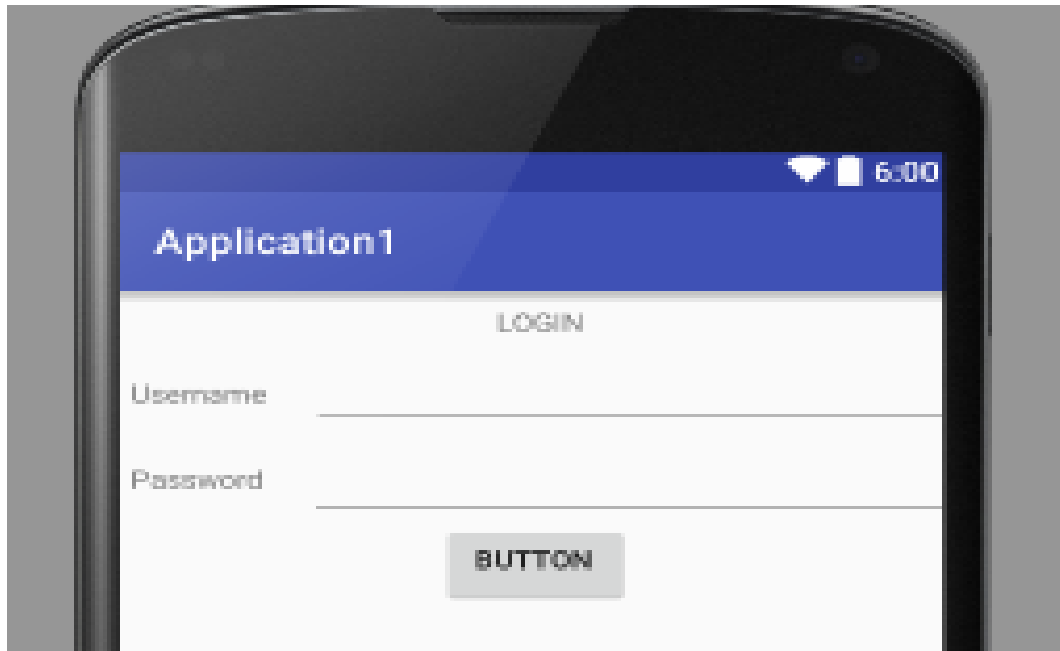 6:00
Application1
LOGIN
Username
Password
BUTTON